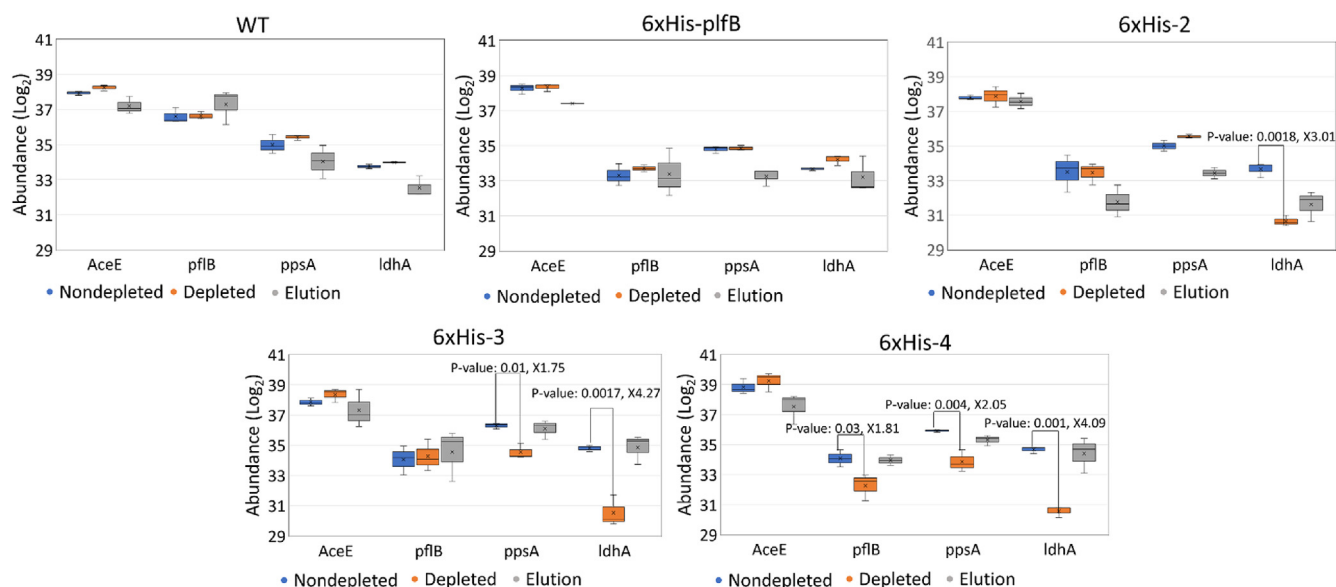 WT
41
39
37
35
33
31
29
Abundance (Log2)
AceE pflB ppsA ldhA
Nondepleted Depleted Elution
6xHis-plfB
41
39
37
35
33
31
29
Abundance (Log2)
AceE pflB ppsA ldhA
Nondepleted Depleted Elution
6xHis-2
41
39
37
35
33
31
29
Abundance (Log2)
P-value: 0.0018, X3.01
AceE pflB ppsA ldhA
Nondepleted Depleted Elution
6xHis-3
41
39
37
35
33
31
29
Abundance (Log2)
P-value: 0.01, X1.75
P-value: 0.0017, X4.27
AceE pflB ppsA ldhA
Nondepleted Depleted Elution
6xHis-4
41
39
37
35
33
31
29
Abundance (Log2)
P-value: 0.004, X2.05
P-value: 0.03, X1.81
P-value: 0.001, X4.09
AceE pflB ppsA ldhA
Nondepleted Depleted Elution